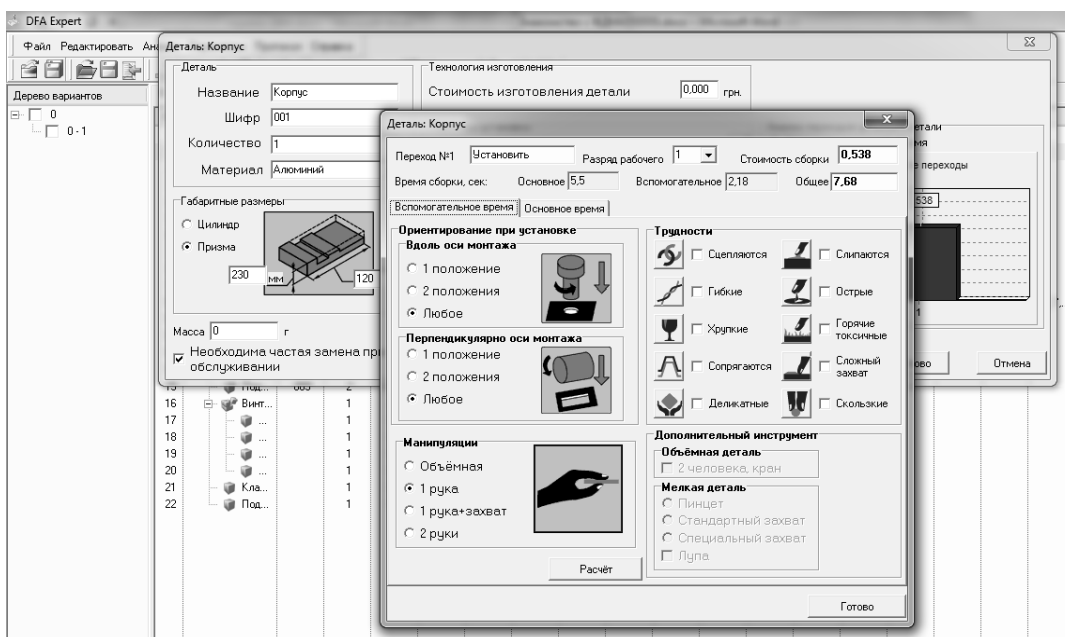 DFA Expert
Файл Редактировать
Дерево вариантов
0
0 - 1
Деталь: Корпус
Деталь
Название Корпус
Шифр 001
Количество 1
Материал Алюминий
Габаритные размеры
Цилиндр
Призма
230 мм 120
Масса 0 г
Необходима частая замена при
обслуживании
Технология изготовления
Стоимость изготовления детали 0,000 грн.
Отмена
16 Винт... 1
17 ... 1
18 ... 1
19 ... 1
20 ... 1
21 Кла... 1
22 Под... 1
Деталь: Корпус
Переход №1 Установить Разряд рабочего 1 Стоимость сборки 0,538
Время сборки, сек: Основное 5,5 Вспомогательное 2,18 Общее 7,68
Вспомогательное время Основное время
Ориентирование при установке
Вдоль оси монтажа
1 положение
2 положения
Любое
Перпендикулярно оси монтажа
1 положение
2 положения
Любое
Манипуляции
Объёмная
1 рука
1 рука+захват
2 руки
Расчёт
Трудности
Сцепляются Слипаются
Гибкие Острые
Хрупкие Горячие
токсичные
Сопрягаются Сложный
захват
Деликатные Скользкие
Дополнительный инструмент
Объёмная деталь
2 человека, кран
Мелкая деталь
Пинцет
Стандартный захват
Специальный захват
Лупа
Готово